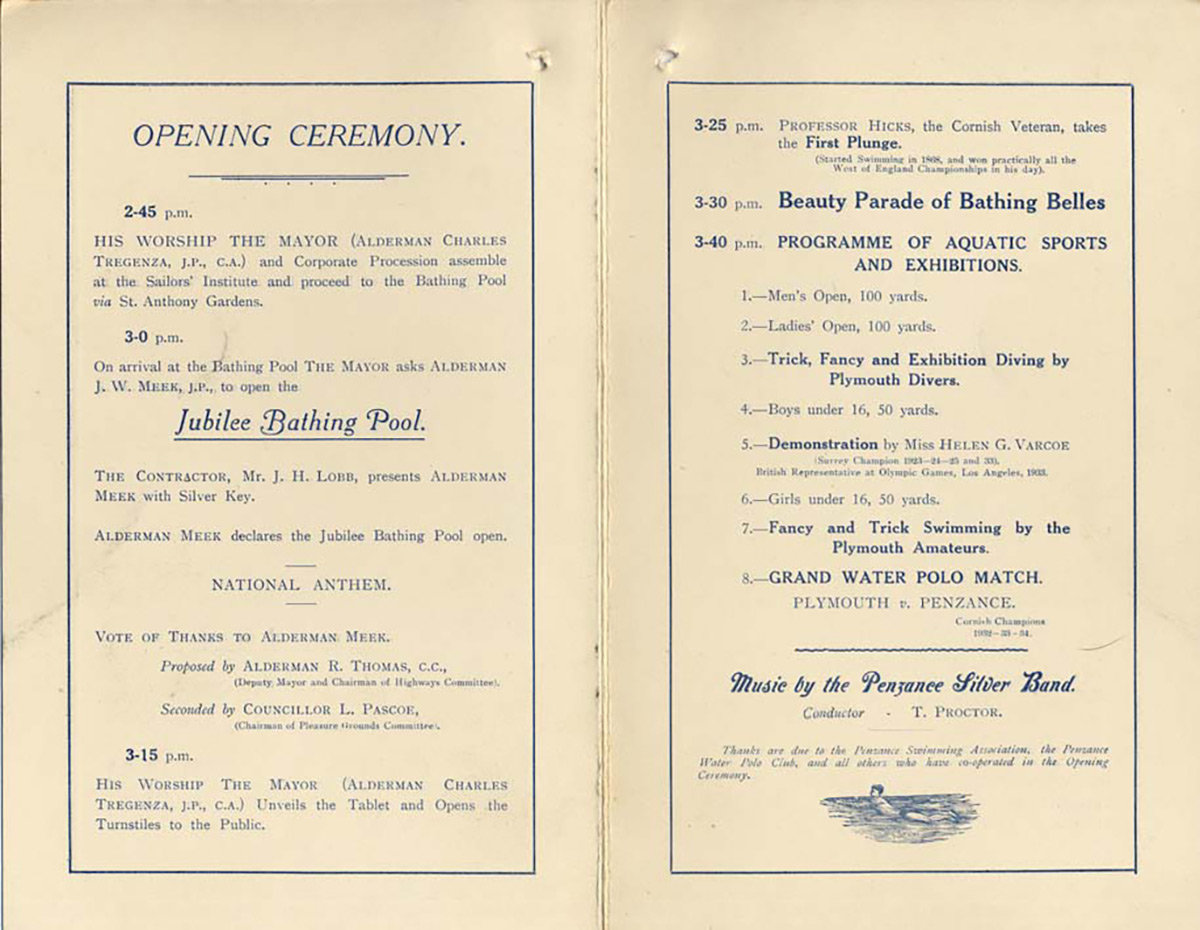 OPENING CEREMONY.
2-45 p.m.
HIS WORSHIP THE MAYOR (ALDERMAN CHARLES
TREGENZA, J.P., C.A.) and Corporate Procession assemble
at the Sailors' Institute and proceed to the Bathing Pool
via St. Anthony Gardens.
3-0 p.m.
On arrival at the Bathing Pool THE MAYOR asks ALDERMAN
J. W. MEEK, J.P., to open the
Jubilee Bathing Pool.
THE CONTRACTOR, MR. J. H. LOBB, presents ALDERMAN
MEEK with Silver Key.
ALDERMAN MEEK declares the Jubilee Bathing Pool open.
NATIONAL ANTHEM.
VOTE OF THANKS TO ALDERMAN MEEK.
Proposed by ALDERMAN R. THOMAS, C.C.,
(Deputy Mayor and Chairman of Highways Committee).
Seconded by COUNCILLOR L. PASCOE,
(Chairman of Pleasure Grounds Committee).
3-15 p.m.
HIS WORSHIP THE MAYOR (ALDERMAN CHARLES
TREGENZA, J.P., C.A.) Unveils the Tablet and Opens the
Turnstiles to the Public.
3-25 p.m. PROFESSOR HICKS, the Cornish Veteran, takes
the First Plunge.
(Started Swimming in 1868, and won practically all the
West of England Championships in his day).
3-30 p.m. Beauty Parade of Bathing Belles
3-40 p.m. PROGRAMME OF AQUATIC SPORTS
AND EXHIBITIONS.
1.—Men's Open, 100 yards.
2.—Ladies' Open, 100 yards.
3.—Trick, Fancy and Exhibition Diving by
Plymouth Divers.
4.—Boys under 16, 50 yards.
5.—Demonstration by Miss HELEN G. VARCOE
(Surrey Champion 1923-24-25 and 33).
British Representative at Olympic Games, Los Angeles, 1933.
6.—Girls under 16, 50 yards.
7.—Fancy and Trick Swimming by the
Plymouth Amateurs.
8.—GRAND WATER POLO MATCH.
PLYMOUTH v. PENZANCE.
Cornish Champions
1932-33-34.
Music by the Penzance Silver Band.
Conductor - T. PROCTOR.
Thanks are due to the Penzance Swimming Association, the Penzance
Water Polo Club, and all others who have co-operated in the Opening
Ceremony.